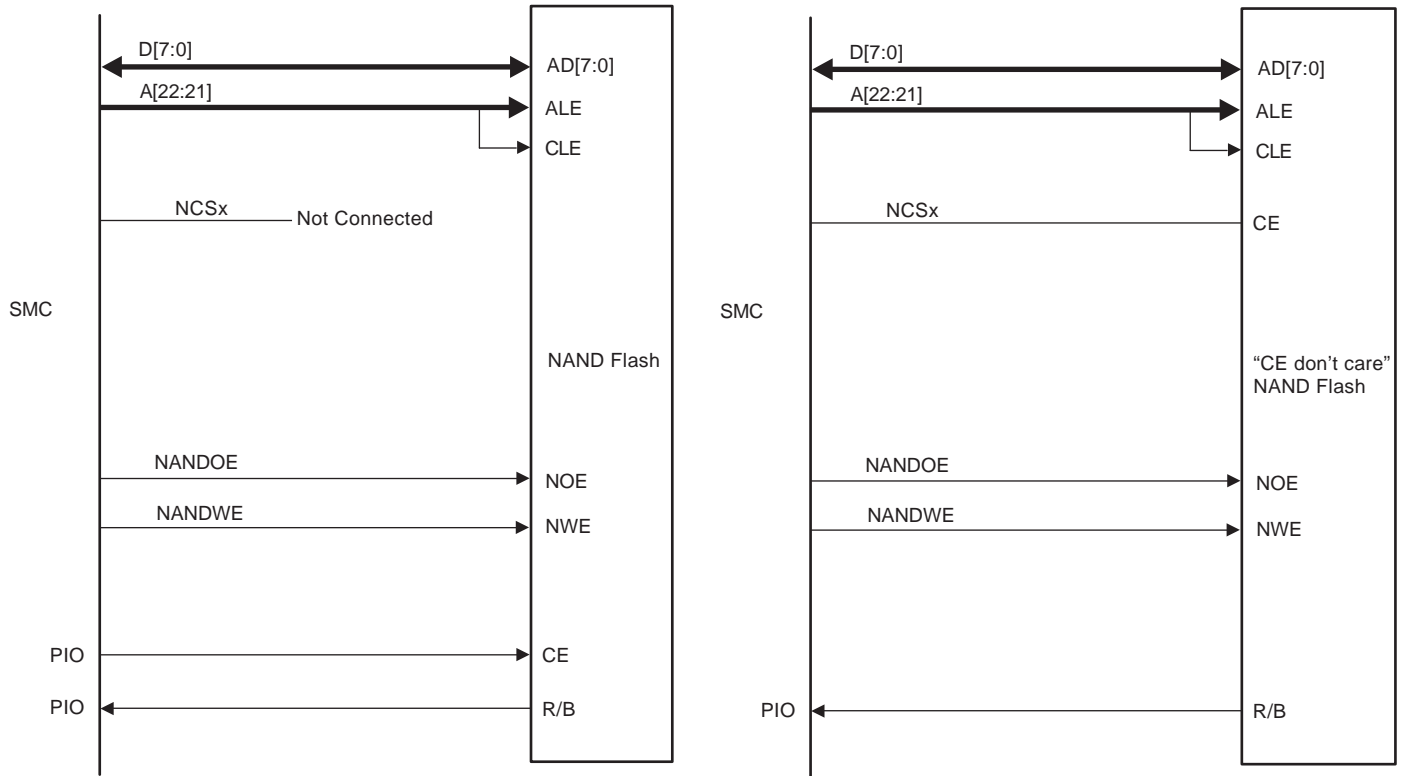 D[7:0]
AD[7:0]
A[22:21]
ALE
CLE
NCSx
Not Connected
SMC
NAND Flash
NANDOE
NOE
NANDWE
NWE
PIO
CE
PIO
R/B
D[7:0]
AD[7:0]
A[22:21]
ALE
CLE
NCSx
CE
SMC
“CE don’t care”
NAND Flash
NANDOE
NOE
NANDWE
NWE
PIO
R/B